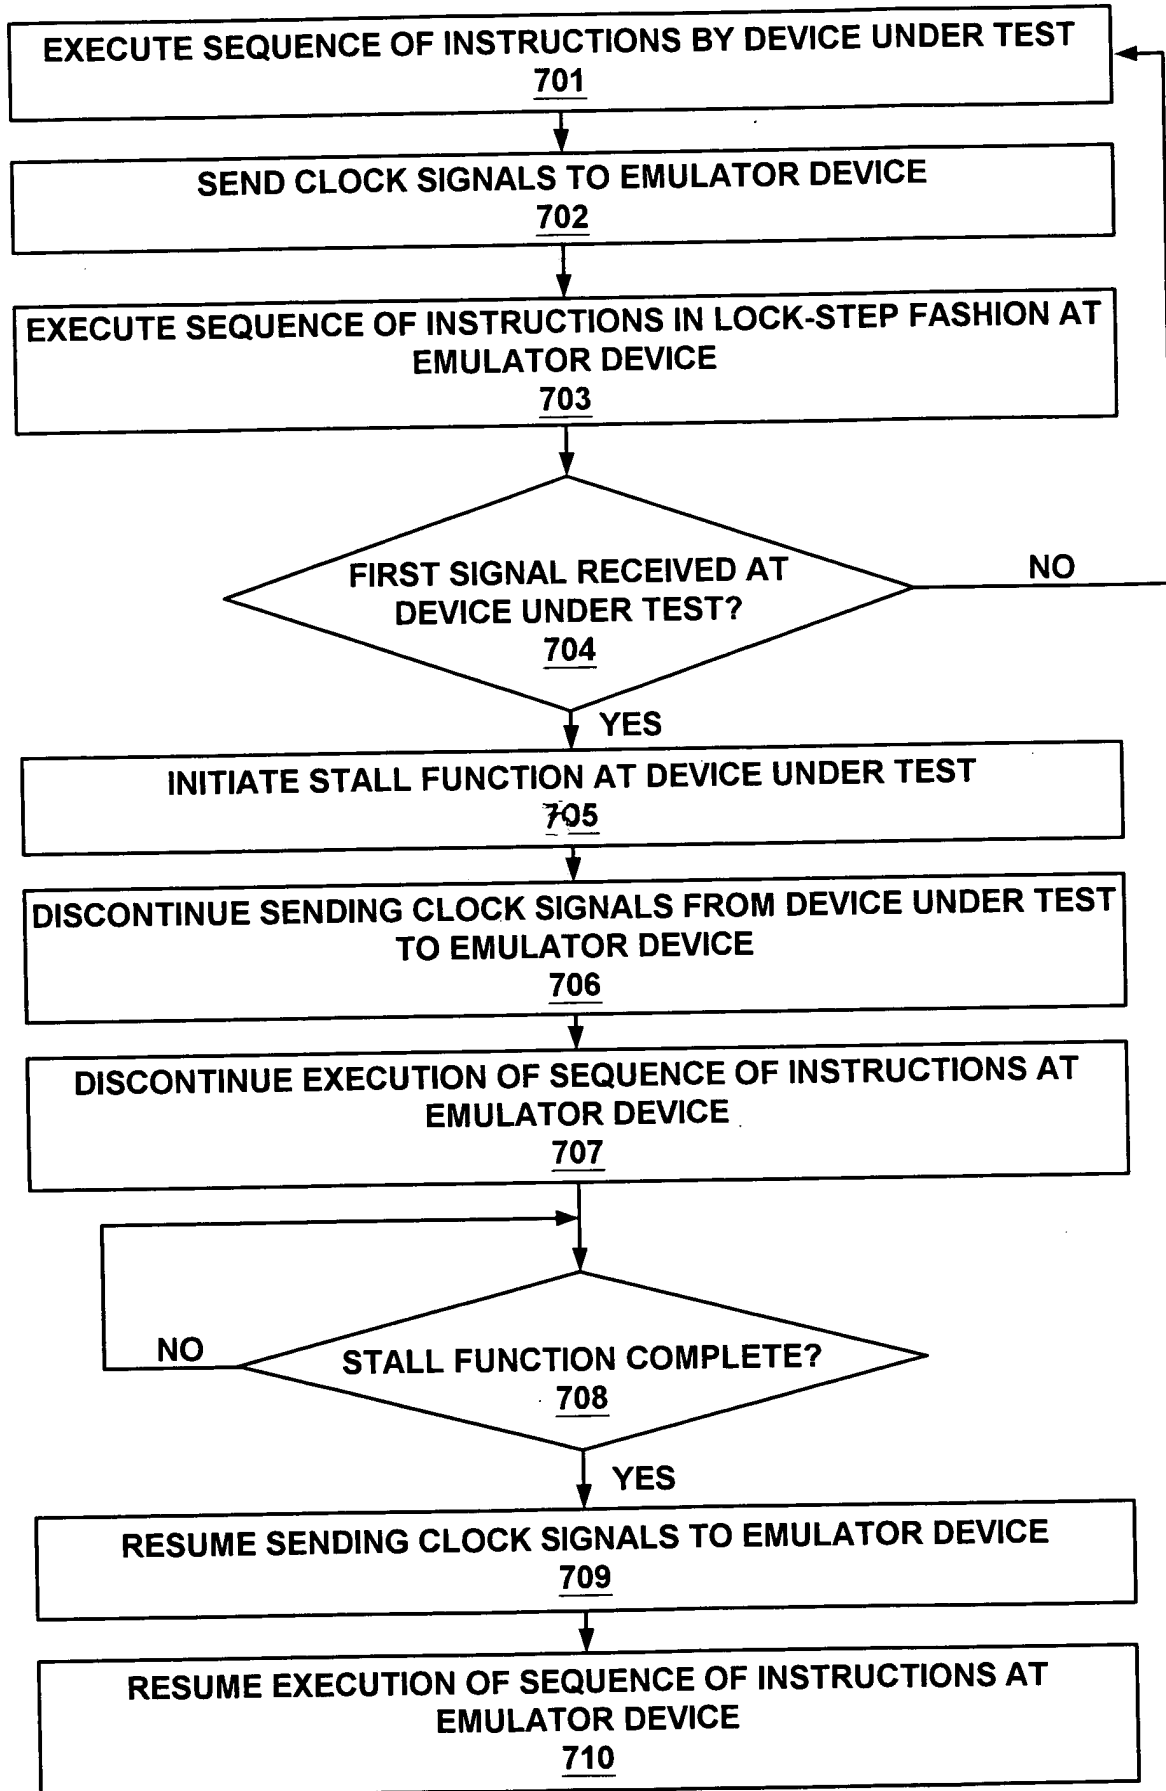 EXECUTE SEQUENCE OF INSTRUCTIONS BY DEVICE UNDER TEST
701
SEND CLOCK SIGNALS TO EMULATOR DEVICE
702
EXECUTE SEQUENCE OF INSTRUCTIONS IN LOCK-STEP FASHION AT
EMULATOR DEVICE
703
FIRST SIGNAL RECEIVED AT
DEVICE UNDER TEST?
704
NO
YES
INITIATE STALL FUNCTION AT DEVICE UNDER TEST
705
DISCONTINUE SENDING CLOCK SIGNALS FROM DEVICE UNDER TEST
TO EMULATOR DEVICE
706
DISCONTINUE EXECUTION OF SEQUENCE OF INSTRUCTIONS AT
EMULATOR DEVICE
707
NO
STALL FUNCTION COMPLETE?
708
YES
RESUME SENDING CLOCK SIGNALS TO EMULATOR DEVICE
709
RESUME EXECUTION OF SEQUENCE OF INSTRUCTIONS AT
EMULATOR DEVICE
710